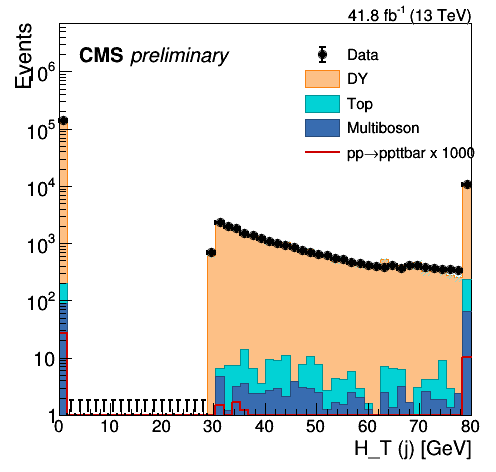 41.8 fb⁻¹ (13 TeV)
Events
CMS preliminary
Data
DY
Top
Multiboson
pp→ppttbar x 1000
10⁶
10⁵
10⁴
10³
10²
10
1
0 10 20 30 40 50 60 70 80
H_T (j) [GeV]